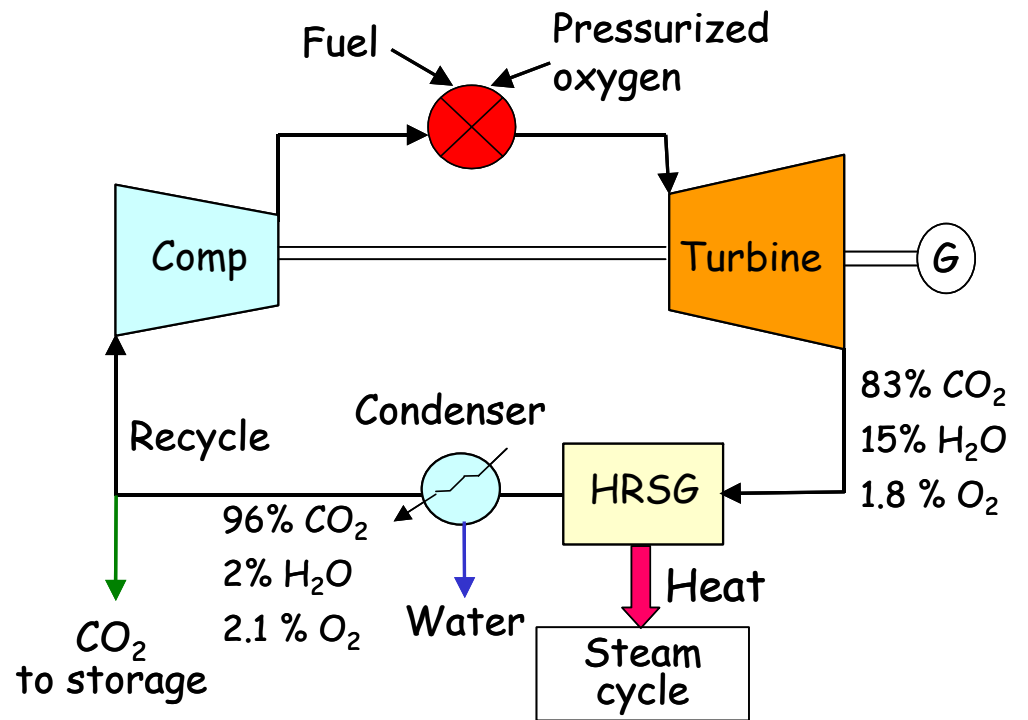 Fuel
Pressurized
oxygen
Comp
Turbine
G
83% CO₂
15% H₂O
1.8 % O₂
Condenser
Recycle
HRSG
96% CO₂
2% H₂O
2.1 % O₂
Water
Heat
CO₂
to storage
Steam
cycle